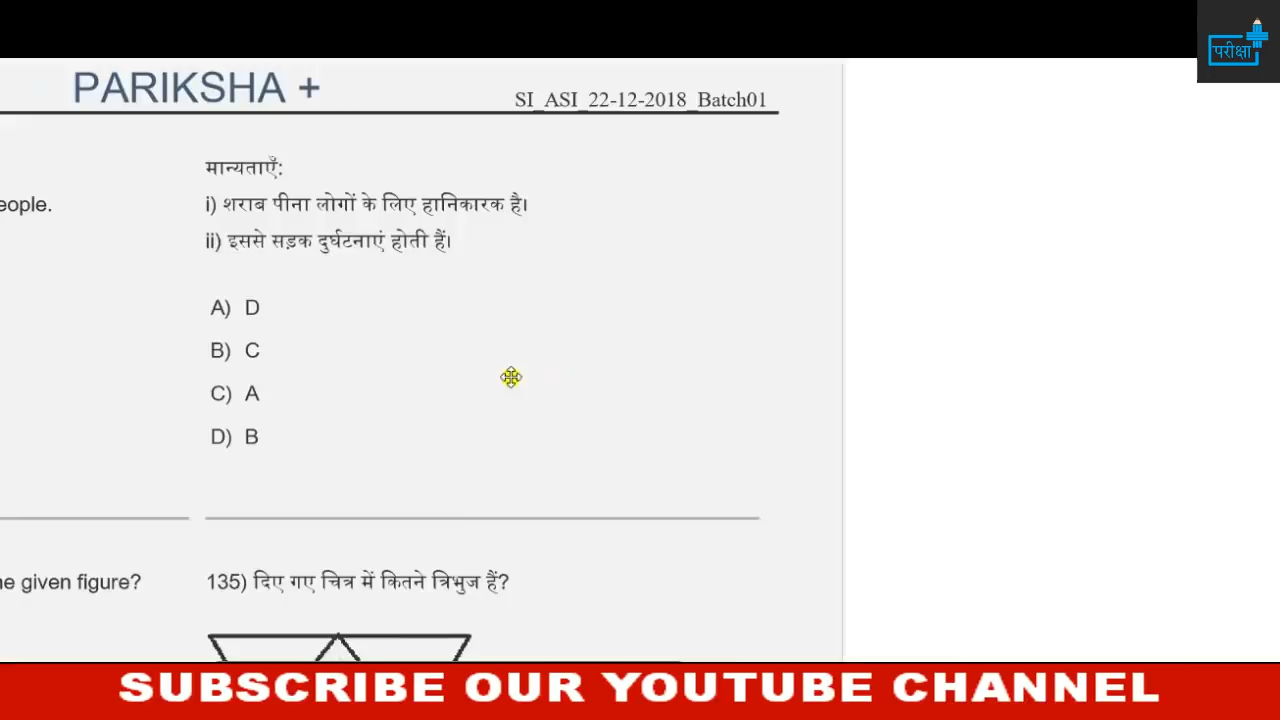 परीक्षा
PARIKSHA +
SI_ASI_22-12-2018_Batch01
मान्यताएँ:
eople.
i) शराब पीना लोगों के लिए हानिकारक है।
ii) इससे सड़क दुर्घटनाएं होती हैं।
A) D
B) C
C) A
D) B
he given figure?
135) दिए गए चित्र में कितने त्रिभुज हैं?
SUBSCRIBE OUR YOUTUBE CHANNEL